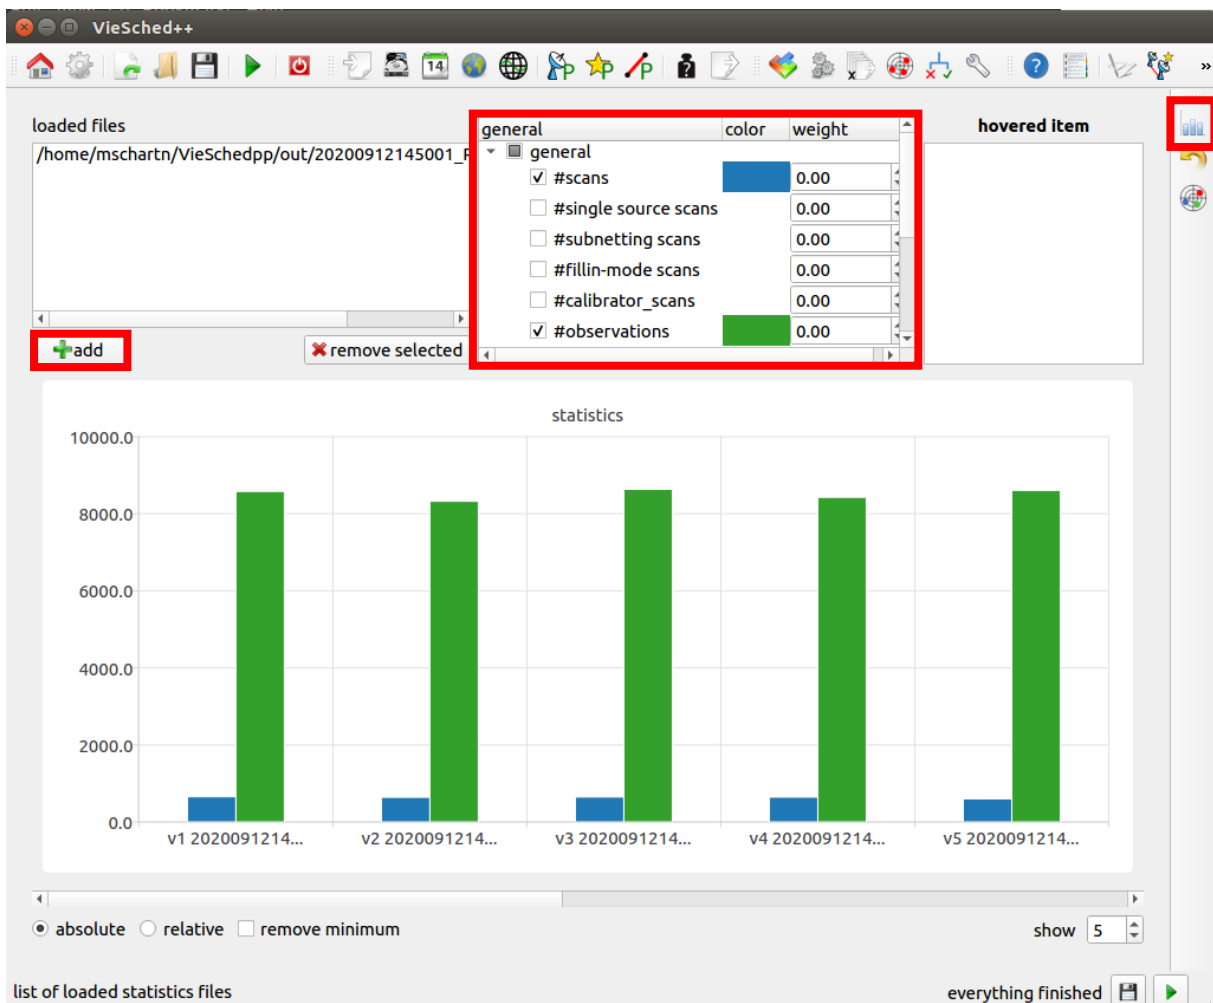 VieSched++
14
P
P
P
?
x
x
?
»
»
loaded files
/home/mschartn/VieSchedpp/out/20200912145001_
general color weight
general
#scans 0.00
#single source scans 0.00
#subnetting scans 0.00
#fillin-mode scans 0.00
#calibrator_scans 0.00
#observations 0.00
hovered item
add
remove selected
statistics
10000.0
8000.0
6000.0
4000.0
2000.0
0.0
v1 2020091214...
v2 2020091214...
v3 2020091214...
v4 2020091214...
v5 2020091214...
absolute
relative
remove minimum
show 5
list of loaded statistics files
everything finished